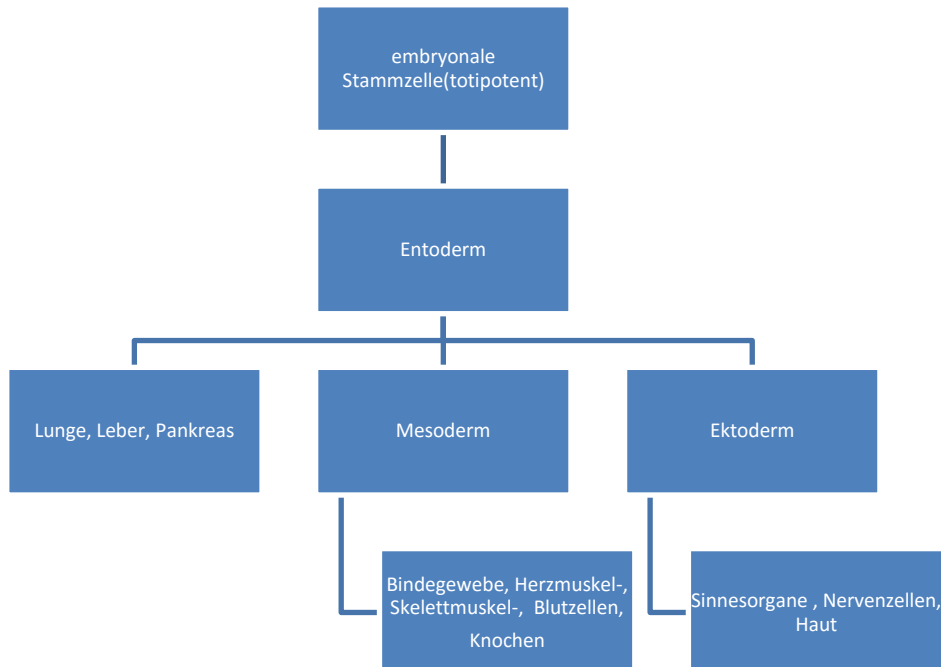 embryonale
Stammzelle(totipotent)
Entoderm
Lunge, Leber, Pankreas
Mesoderm
Ektoderm
Bindegewebe, Herzmuskel-,
Skelettmuskel-, Blutzellen,
Knochen
Sinnesorgane , Nervenzellen,
Haut